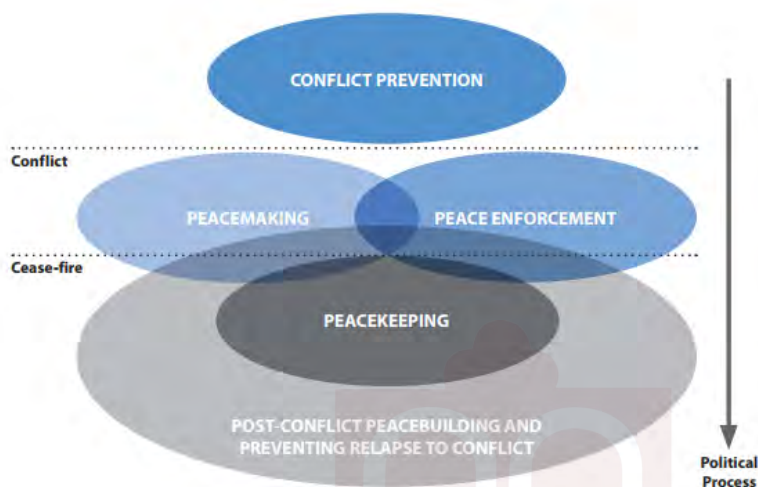 CONFLICT PREVENTION
Conflict
PEACEMAKING
PEACE ENFORCEMENT
Cease-fire
PEACEKEEPING
POST-CONFLICT PEACEBUILDING AND
PREVENTING RELAPSE TO CONFLICT
Political
Process